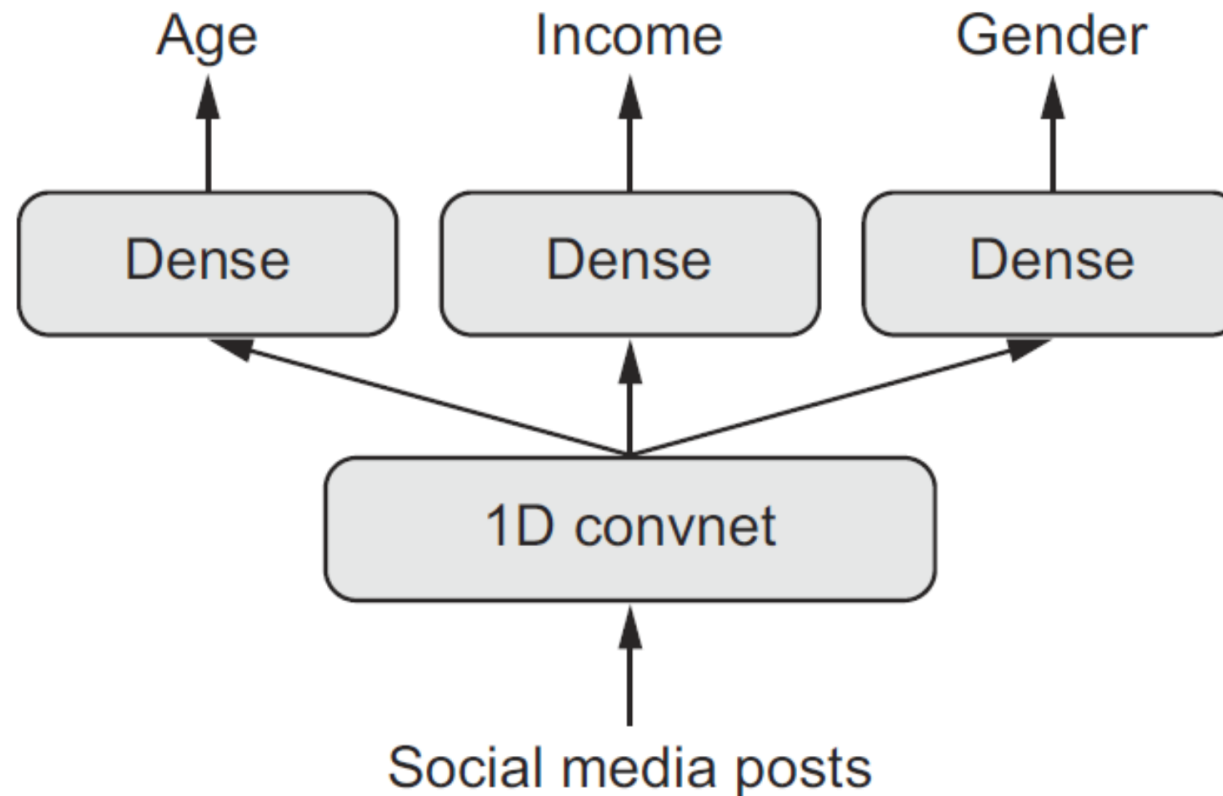 Age Income Gender
Dense Dense Dense
1D convnet
Social media posts